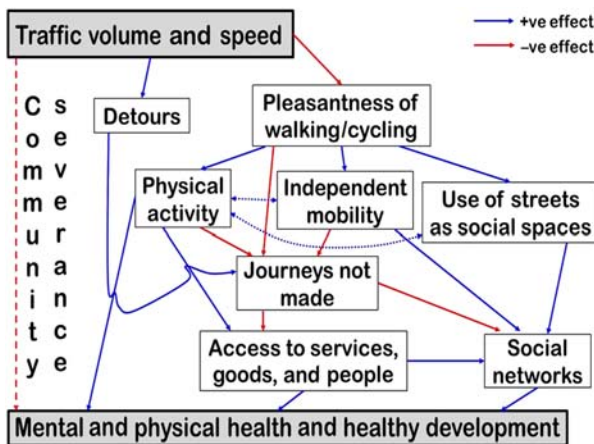 Traffic volume and speed
+ve effect
–ve effect
Community
severance
Detours
Pleasantness of
walking/cycling
Physical
activity
Independent
mobility
Use of streets
as social spaces
Journeys not
made
Access to services,
goods, and people
Social
networks
Mental and physical health and healthy development